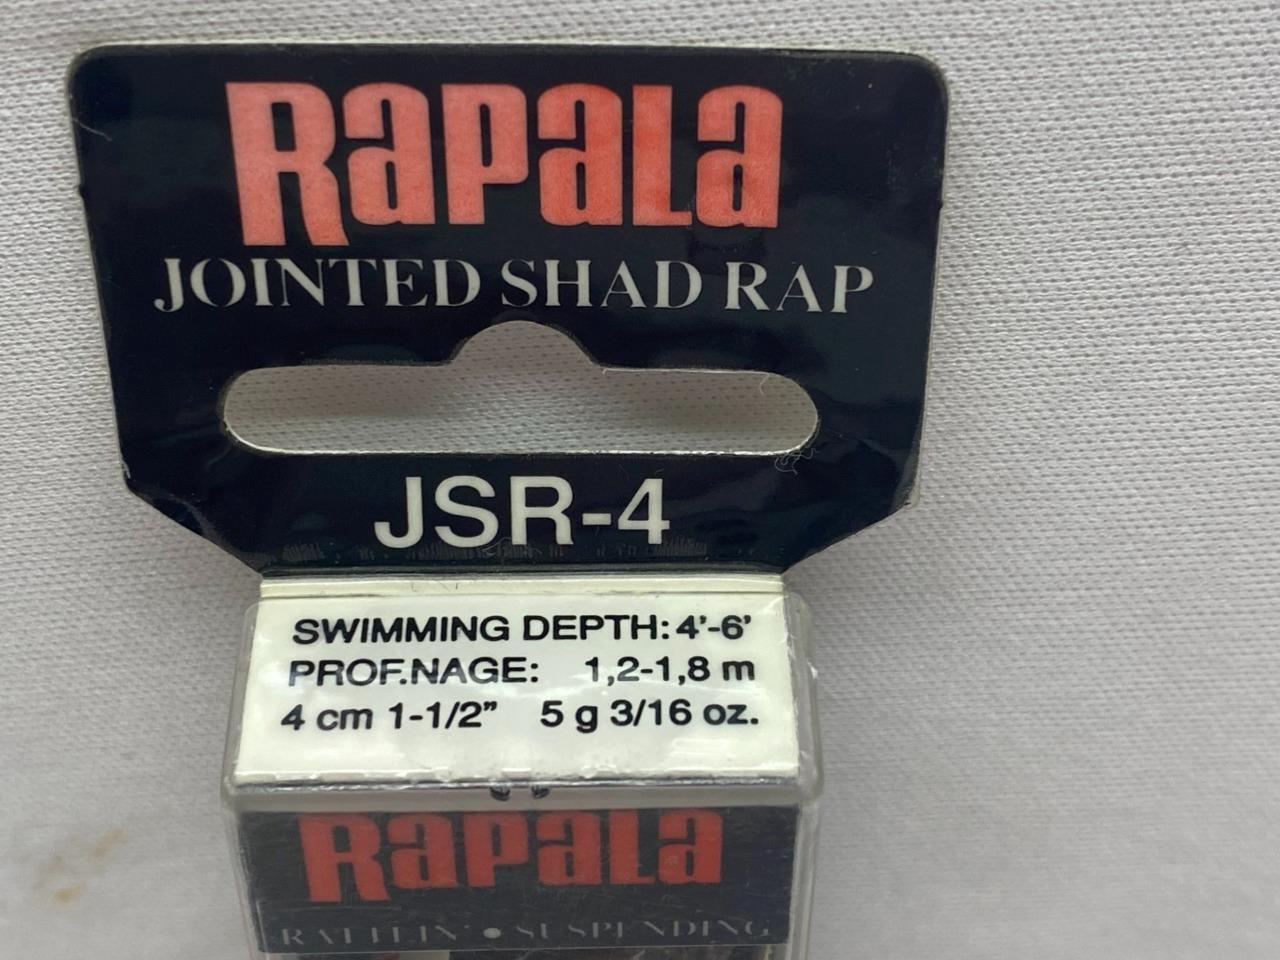 RAPALA
JOINTED SHAD RAP
JSR-4
SWIMMING DEPTH: 4'-6'
PROF.NAGE: 1,2-1,8 m
4 cm 1-1/2" 5 g 3/16 oz.
RAPALA
RATTLIN' • SUSPENDING